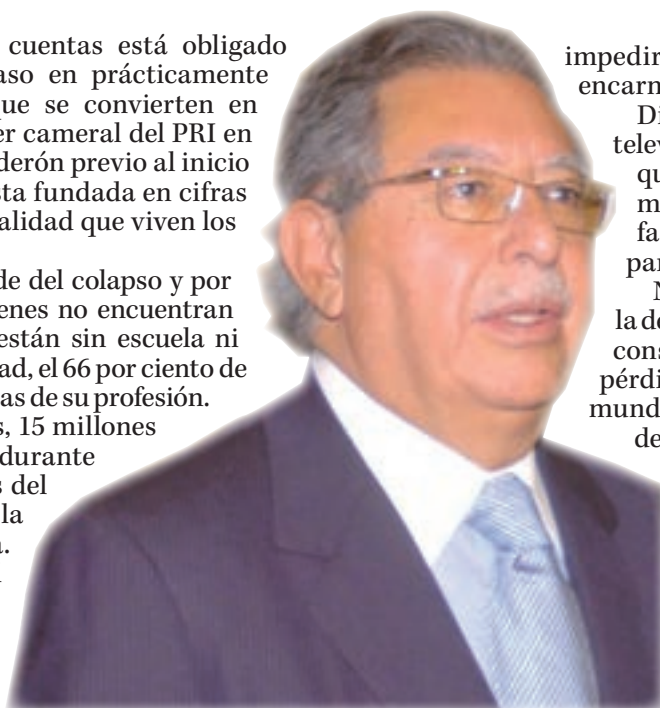 cuentas está obligado
aso en prácticamente
que se convierten en
er cameral del PRI en
derón previo al inicio
sta fundada en cifras
alidad que viven los
de del colapso y por
enes no encuentran
están sin escuela ni
ad, el 66 por ciento de
as de su profesión.
s, 15 millones
durante
s del
la
a.
impedir
encarn
Di
telev
qu
m
fa
par
N
la de
cons
pérdi
mund
de